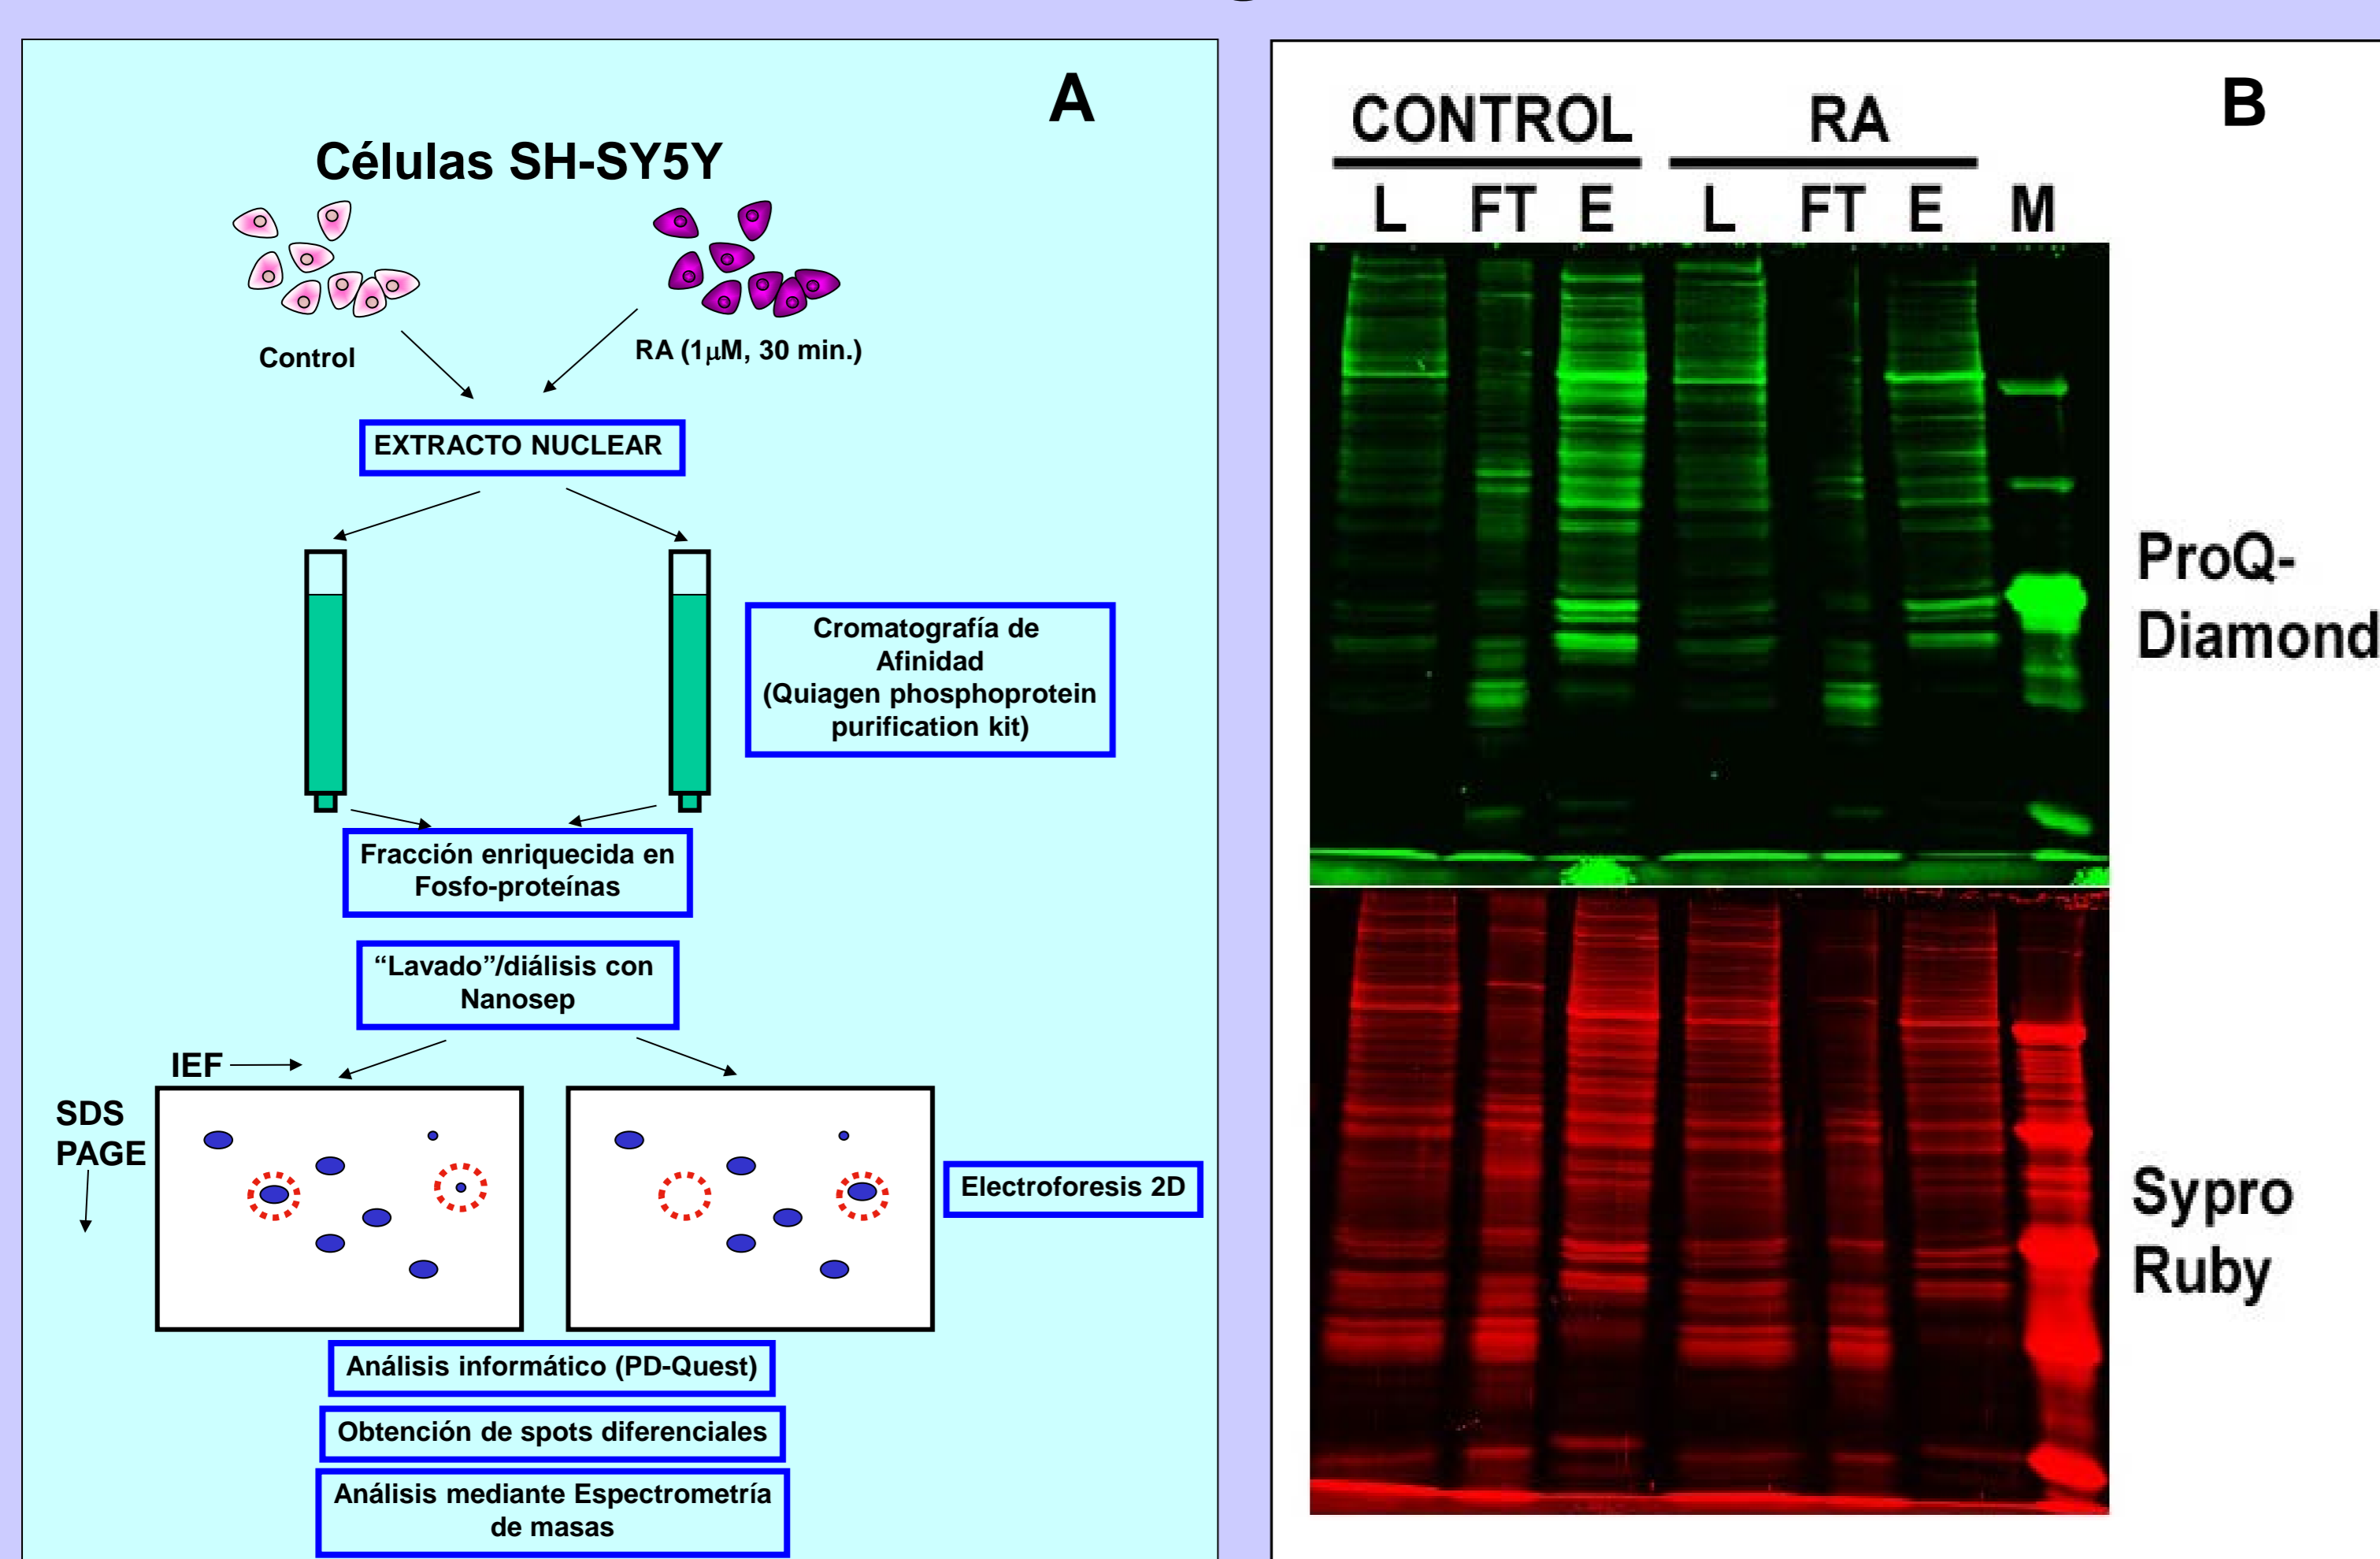 A
Células SH-SY5Y
Control
RA (1μM, 30 min.)
EXTRACTO NUCLEAR
Cromatografía de
Afinidad
(Quiagen phosphoprotein
purification kit)
Fracción enriquecida en
Fosfo-proteínas
“Lavado”/diálisis con
Nanosep
IEF
SDS
PAGE
Electroforesis 2D
Análisis informático (PD-Quest)
Obtención de spots diferenciales
Análisis mediante Espectrometría
de masas
B
CONTROL RA
L FT E L FT E M
ProQ-
Diamond
Sypro
Ruby